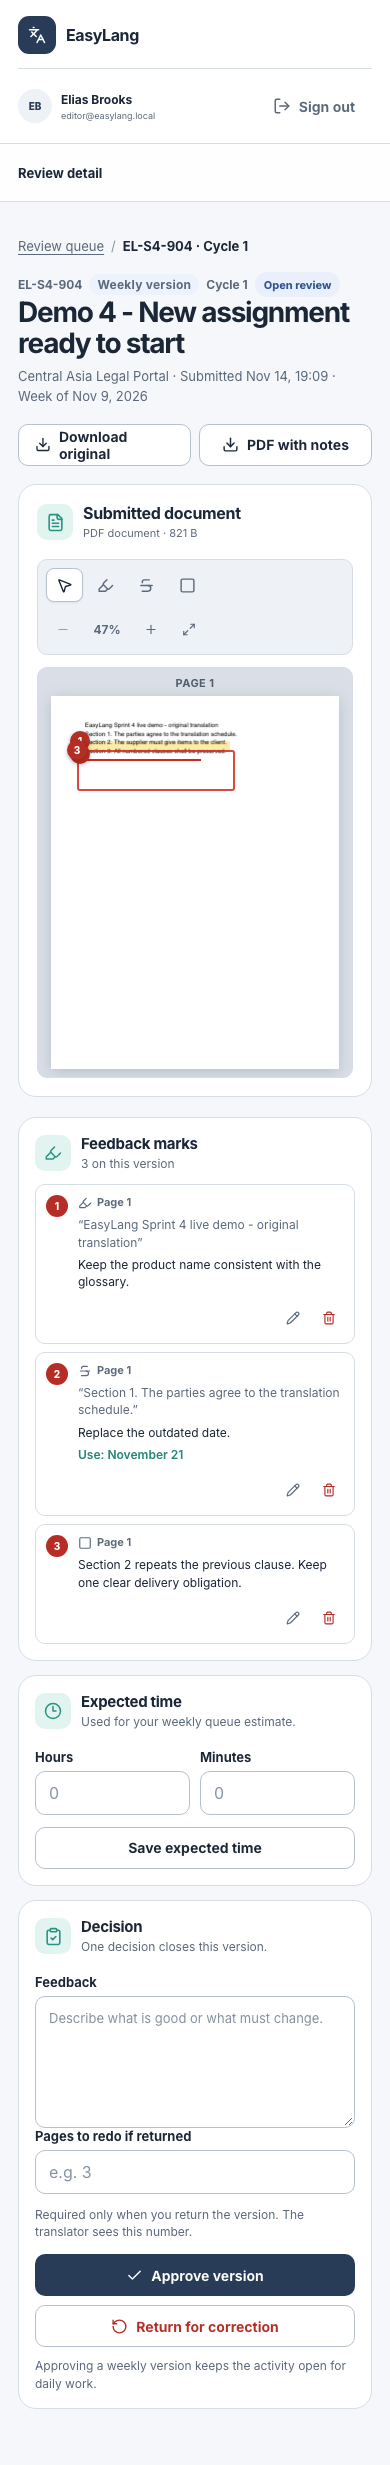 EasyLang
EB
Elias Brooks
editor@easylang.local
Sign out
Review detail
Review queue / EL-S4-904 · Cycle 1
EL-S4-904 Weekly version Cycle 1 Open review
Demo 4 - New assignment
ready to start
Central Asia Legal Portal · Submitted Nov 14, 19:09 ·
Week of Nov 9, 2026
Download
original
PDF with notes
Submitted document
PDF document · 821 B
47%
PAGE 1
EasyLang Sprint 4 live demo - original translation
Section 1. The parties agree to the translation schedule.
Section 2. The supplier must give items to the client.
Section 3. All numbered clauses shall be preserved.
3
Feedback marks
3 on this version
1
Page 1
“EasyLang Sprint 4 live demo - original
translation”
Keep the product name consistent with the
glossary.
2
Page 1
“Section 1. The parties agree to the translation
schedule.”
Replace the outdated date.
Use: November 21
3
Page 1
Section 2 repeats the previous clause. Keep
one clear delivery obligation.
Expected time
Used for your weekly queue estimate.
Hours
Minutes
0
0
Save expected time
Decision
One decision closes this version.
Feedback
Describe what is good or what must change.
Pages to redo if returned
e.g. 3
Required only when you return the version. The
translator sees this number.
Approve version
Return for correction
Approving a weekly version keeps the activity open for
daily work.